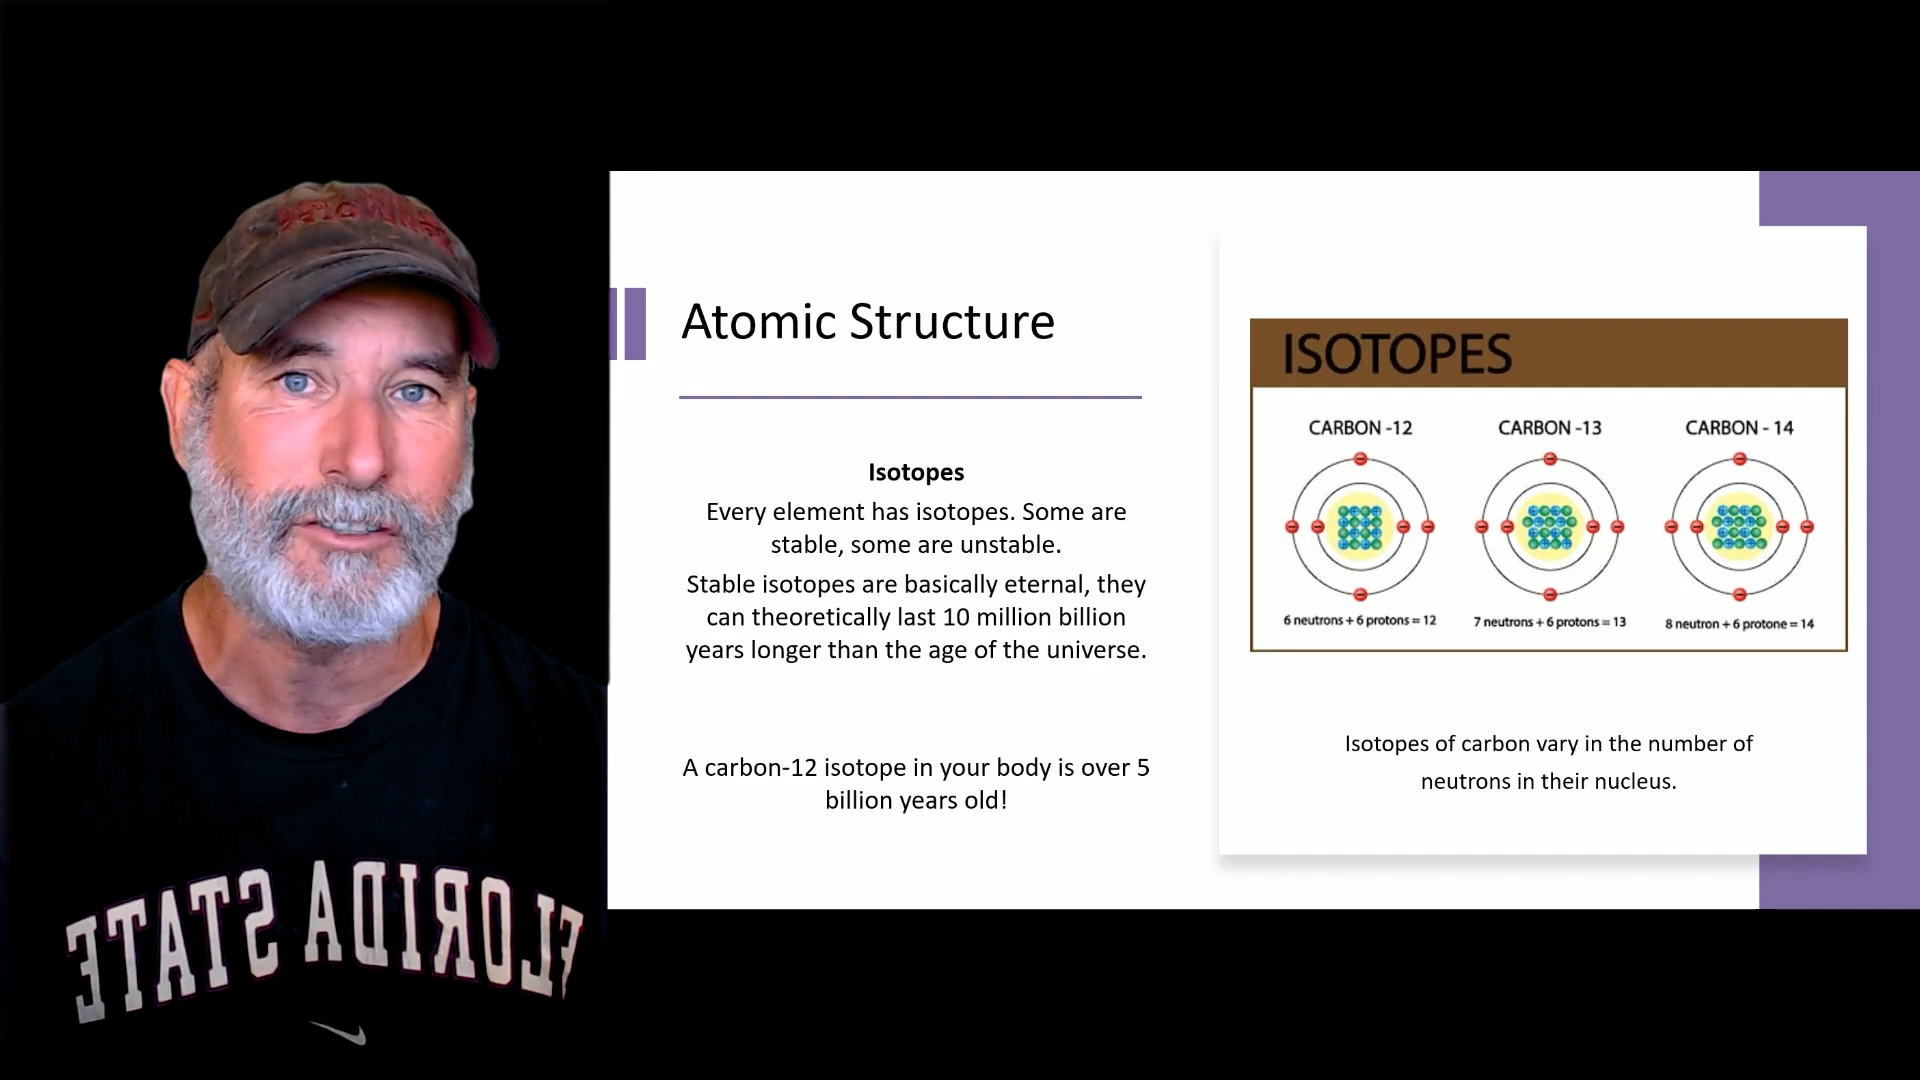 Atomic Structure
Isotopes
Every element has isotopes. Some are
stable, some are unstable.
Stable isotopes are basically eternal, they
can theoretically last 10 million billion
years longer than the age of the universe.
A carbon-12 isotope in your body is over 5
billion years old!
ISOTOPES
CARBON -12
CARBON -13
CARBON - 14
6 neutrons + 6 protons = 12
7 neutrons + 6 protons = 13
8 neutron + 6 protone = 14
Isotopes of carbon vary in the number of
neutrons in their nucleus.
FLORIDA STATE